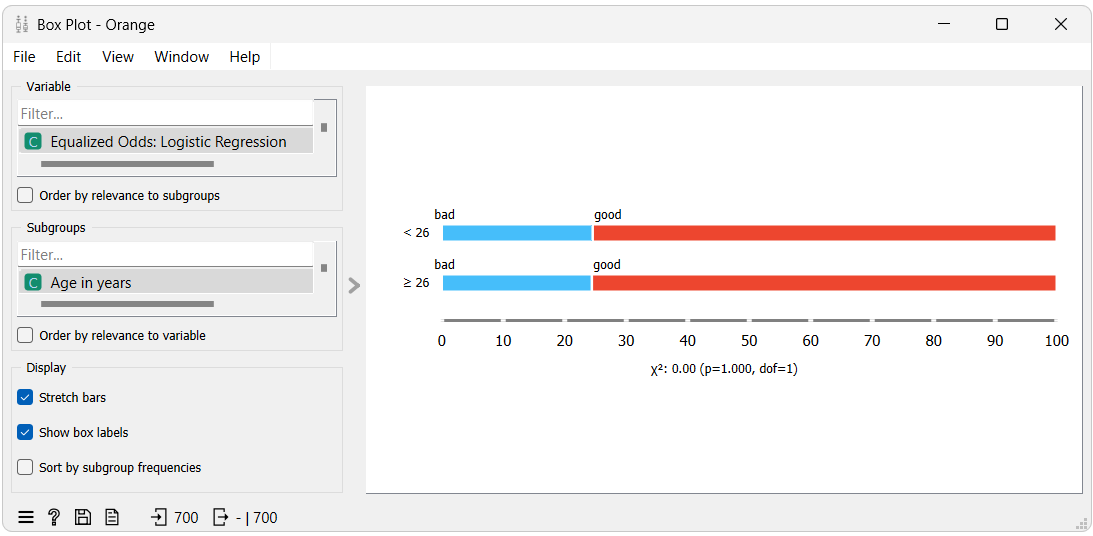 Box Plot - Orange
File Edit View Window Help
Variable
Filter...
C Equalized Odds: Logistic Regression
Order by relevance to subgroups
Subgroups
Filter...
C Age in years
Order by relevance to variable
Display
Stretch bars
Show box labels
Sort by subgroup frequencies
700 - | 700
bad good
< 26
bad good
≥ 26
0 10 20 30 40 50 60 70 80 90 100
χ²: 0.00 (p=1.000, dof=1)